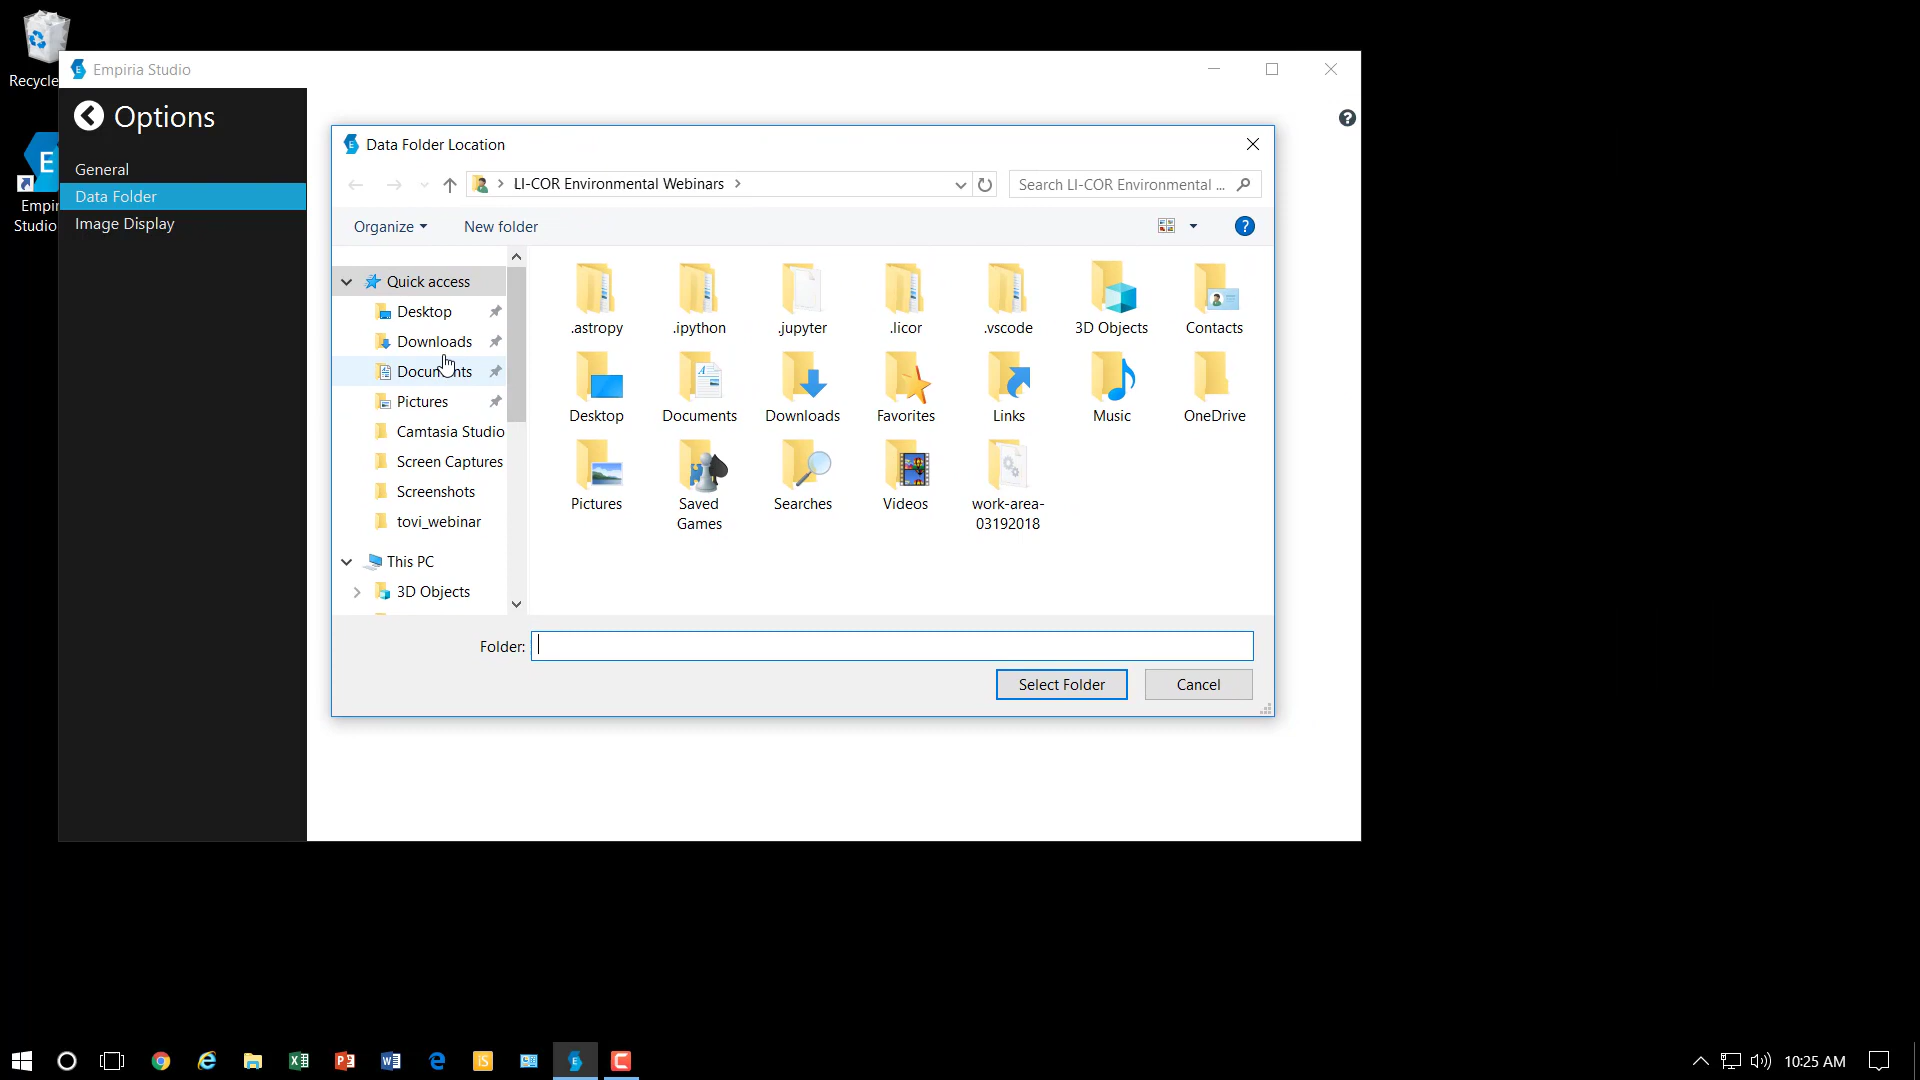 Recycle
Empiria Studio
Options
General
Data Folder
Image Display
E
Empir
Studio
Data Folder Location
LI-COR Environmental Webinars
Search LI-COR Environmental ...
Organize
New folder
Quick access
Desktop
Downloads
Documents
Pictures
Camtasia Studio
Screen Captures
Screenshots
tovi_webinar
This PC
3D Objects
.astropy
.ipython
.jupyter
.licor
.vscode
3D Objects
Contacts
Desktop
Documents
Downloads
Favorites
Links
Music
OneDrive
Pictures
Saved
Games
Searches
Videos
work-area-
03192018
Folder:
Select Folder
Cancel
10:25 AM